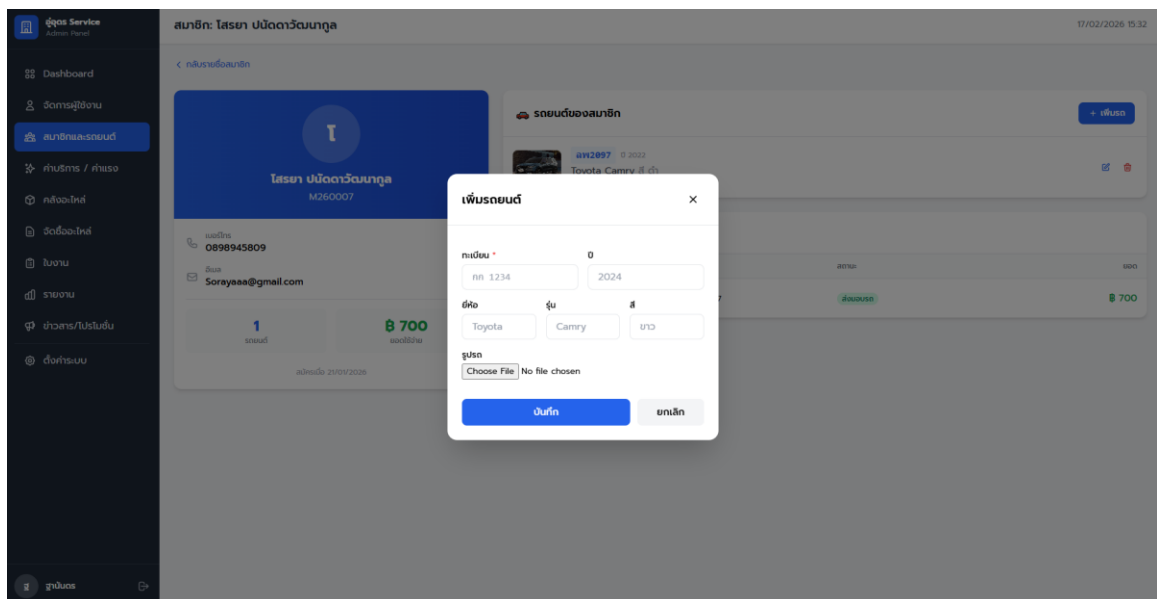 อู่ดุดร Service
Admin Panel
สมาชิก: โสรยา ปนัดดาวัฒนากูล
17/02/2026 15:32
Dashboard
จัดการผู้ใช้งาน
สมาชิกและรถยนต์
ค่าบริการ / ค่าแรง
คลังอะไหล่
จัดซื้ออะไหล่
ใบงาน
รายงาน
ข่าวสาร/โปรโมชั่น
ตั้งค่าระบบ
< กลับรายชื่อสมาชิก
โ
โสรยา ปนัดดาวัฒนากูล
M260007
เบอร์โทร
0898945809
อีเมล
Sorayaaa@gmail.com
1
รถยนต์
฿ 700
ยอดใช้จ่าย
สมัครเมื่อ 21/01/2026
รถยนต์ของสมาชิก
+ เพิ่มรถ
อพ2097 ปี 2022
Toyota Camry สี ดำ
สถานะ
ยอด
7
ส่งมอบรถ
฿ 700
เพิ่มรถยนต์
×
ทะเบียน *
ปี
กก 1234
2024
ยี่ห้อ
รุ่น
สี
Toyota
Camry
ขาว
รูปรถ
Choose File No file chosen
บันทึก
ยกเลิก
ฐ
ฐานันดร